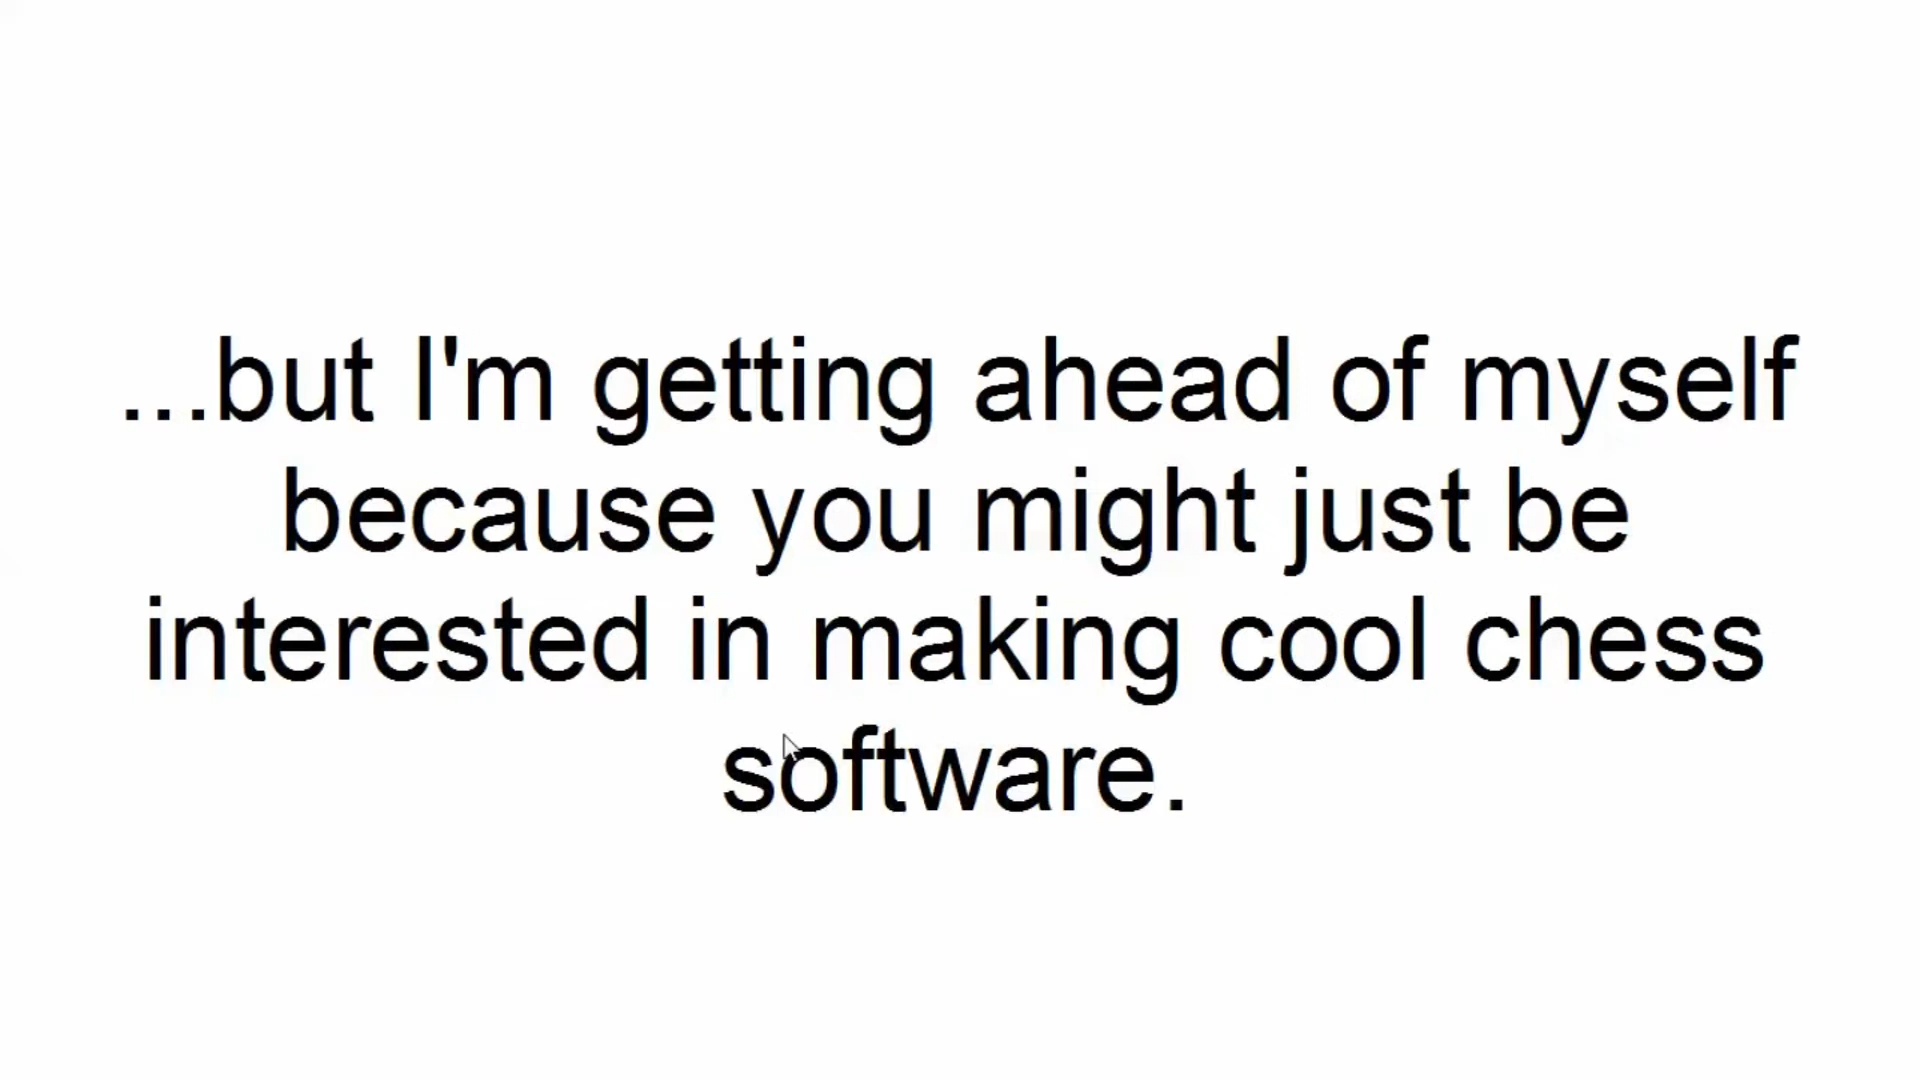 ...but I'm getting ahead of myself
because you might just be
interested in making cool chess
software.